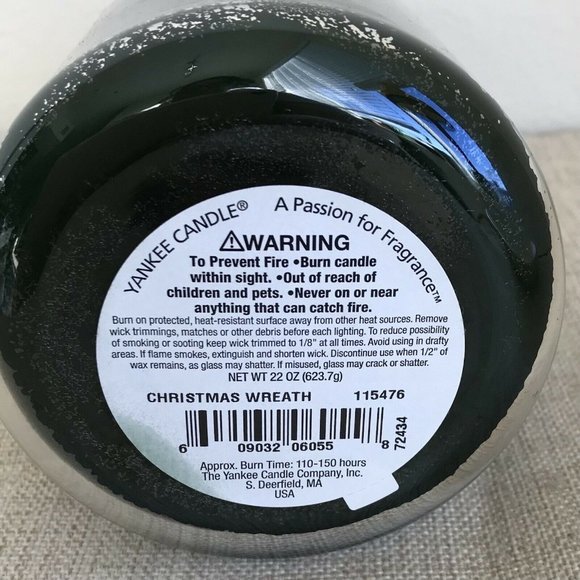 YANKEE CANDLE® A Passion for Fragrance™
⚠WARNING
To Prevent Fire •Burn candle
within sight. •Out of reach of
children and pets. •Never on or near
anything that can catch fire.
Burn on protected, heat-resistant surface away from other heat sources. Remove
wick trimmings, matches or other debris before each lighting. To reduce possibility
of smoking or sooting keep wick trimmed to 1/8" at all times. Avoid using in drafty
areas. If flame smokes, extinguish and shorten wick. Discontinue use when 1/2" of
wax remains, as glass may shatter. If misused, glass may crack or shatter.
NET WT 22 OZ (623.7g)
CHRISTMAS WREATH 115476
6 09032 06055 8
72434
Approx. Burn Time: 110-150 hours
The Yankee Candle Company, Inc.
S. Deerfield, MA
USA